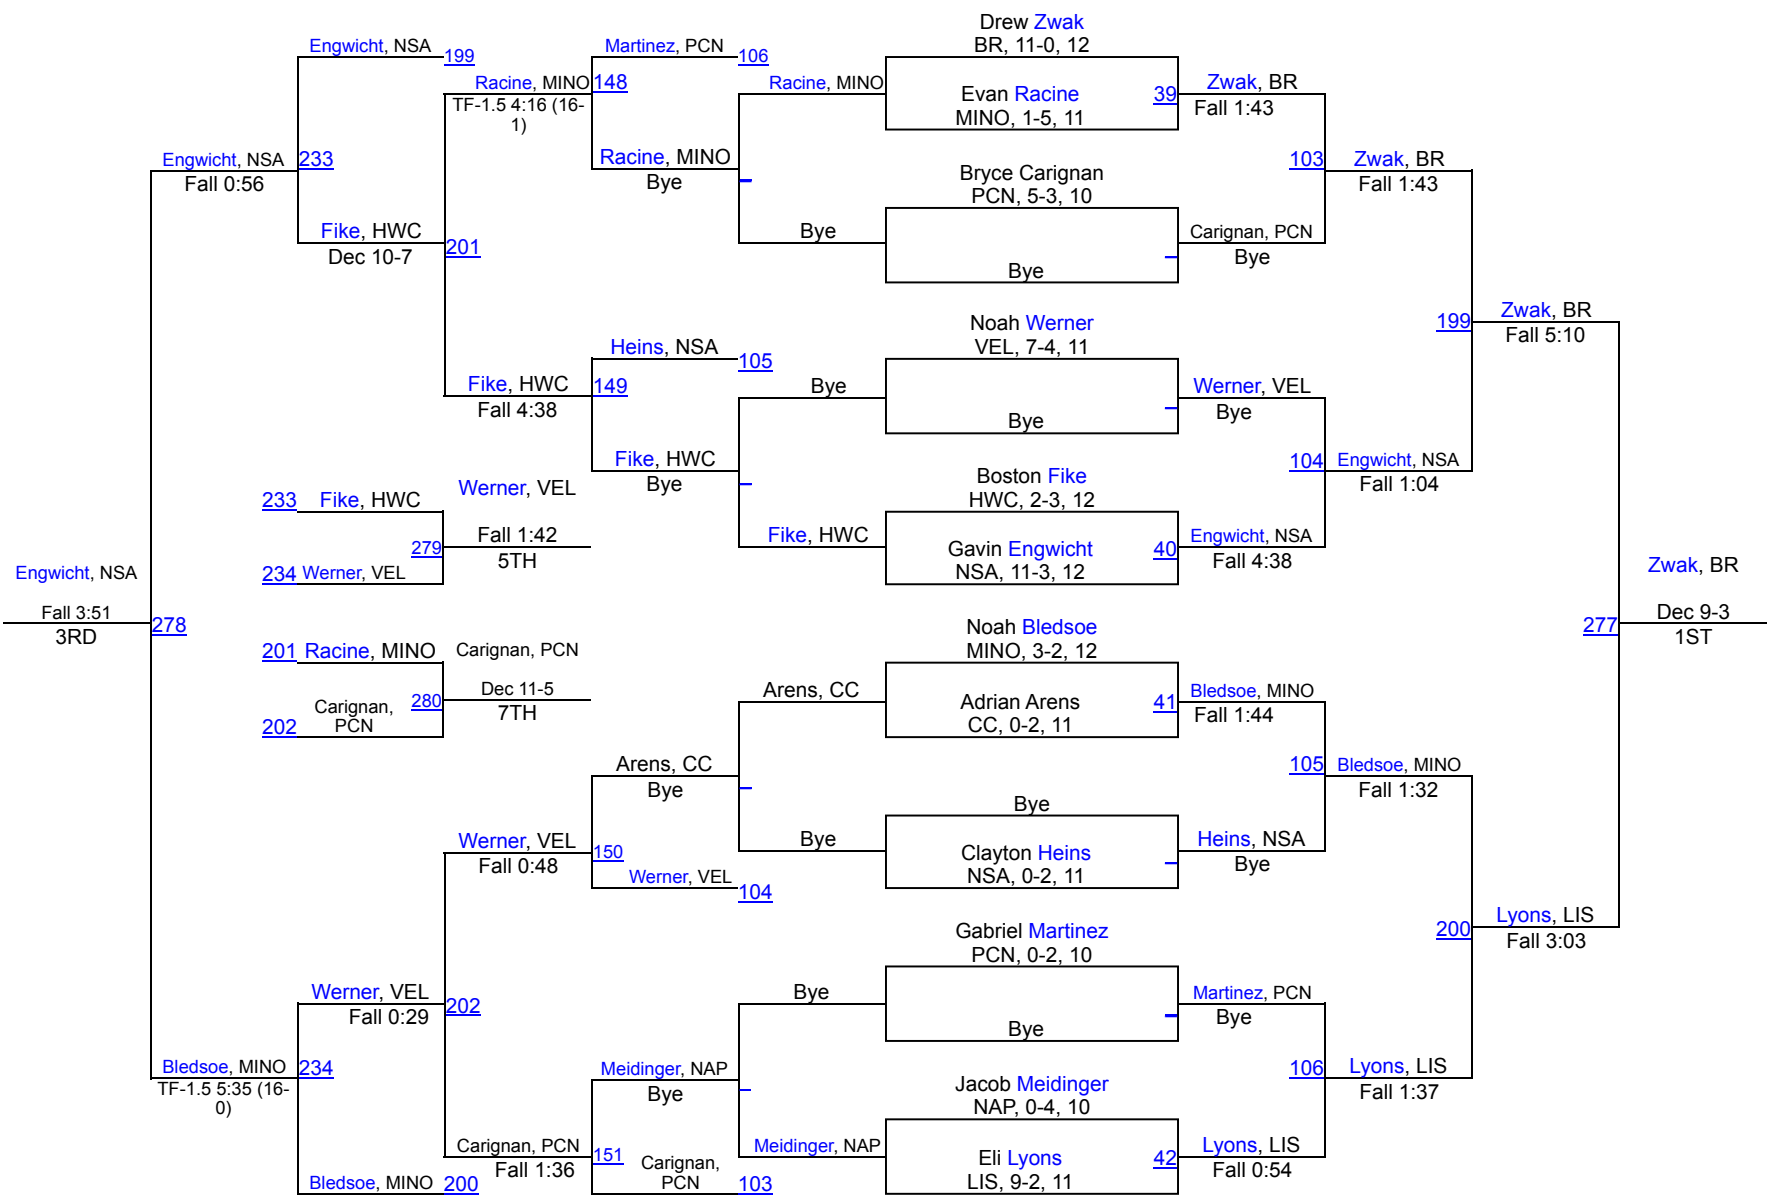 Drew Zwak
BR, 11-0, 12
Engwicht, NSA
199
Martinez, PCN
106
Racine, MINO
148
TF-1.5 4:16 (16-
1)
Racine, MINO
Evan Racine
MINO, 1-5, 11
39
Zwak, BR
Fall 1:43
Engwicht, NSA
233
Fall 0:56
Racine, MINO
Bye
Bryce Carignan
PCN, 5-3, 10
103
Zwak, BR
Fall 1:43
Fike, HWC
Dec 10-7
201
Bye
Bye
Carignan, PCN
Bye
Noah Werner
VEL, 7-4, 11
199
Zwak, BR
Fall 5:10
Heins, NSA
105
Fike, HWC
149
Fall 4:38
Bye
Bye
Werner, VEL
Bye
Fike, HWC
Bye
Boston Fike
HWC, 2-3, 12
104
Engwicht, NSA
Fall 1:04
233
Fike, HWC
Werner, VEL
Fall 1:42
279
5TH
234
Werner, VEL
Fike, HWC
Gavin Engwicht
NSA, 11-3, 12
40
Engwicht, NSA
Fall 4:38
Engwicht, NSA
Fall 3:51
3RD
278
Zwak, BR
277
Dec 9-3
1ST
Noah Bledsoe
MINO, 3-2, 12
201
Racine, MINO
Carignan, PCN
Dec 11-5
280
7TH
Carignan,
PCN
202
Arens, CC
Adrian Arens
CC, 0-2, 11
41
Bledsoe, MINO
Fall 1:44
Arens, CC
Bye
105
Bledsoe, MINO
Fall 1:32
Bye
Werner, VEL
150
Fall 0:48
Bye
Clayton Heins
NSA, 0-2, 11
Heins, NSA
Bye
Werner, VEL
104
Gabriel Martinez
PCN, 0-2, 10
200
Lyons, LIS
Fall 3:03
Werner, VEL
202
Fall 0:29
Bye
Bye
Martinez, PCN
Bye
Bledsoe, MINO
234
TF-1.5 5:35 (16-
0)
Meidinger, NAP
Bye
Jacob Meidinger
NAP, 0-4, 10
106
Lyons, LIS
Fall 1:37
Carignan, PCN
151
Fall 1:36
Meidinger, NAP
Eli Lyons
LIS, 9-2, 11
42
Lyons, LIS
Fall 0:54
Bledsoe, MINO
200
Carignan,
PCN
103